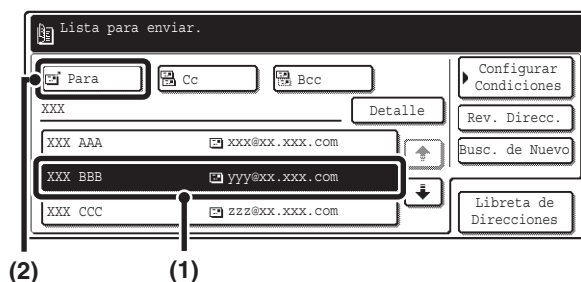 Lista para enviar.
Para Cc Bcc
XXX Detalle
XXX AAA xxx@xx.xxx.com
XXX BBB yyy@xx.xxx.com
XXX CCC zzz@xx.xxx.com
Configurar
Condiciones
Rev. Direcc.
Busc. de Nuevo
Libreta de
Direcciones
(2) (1)